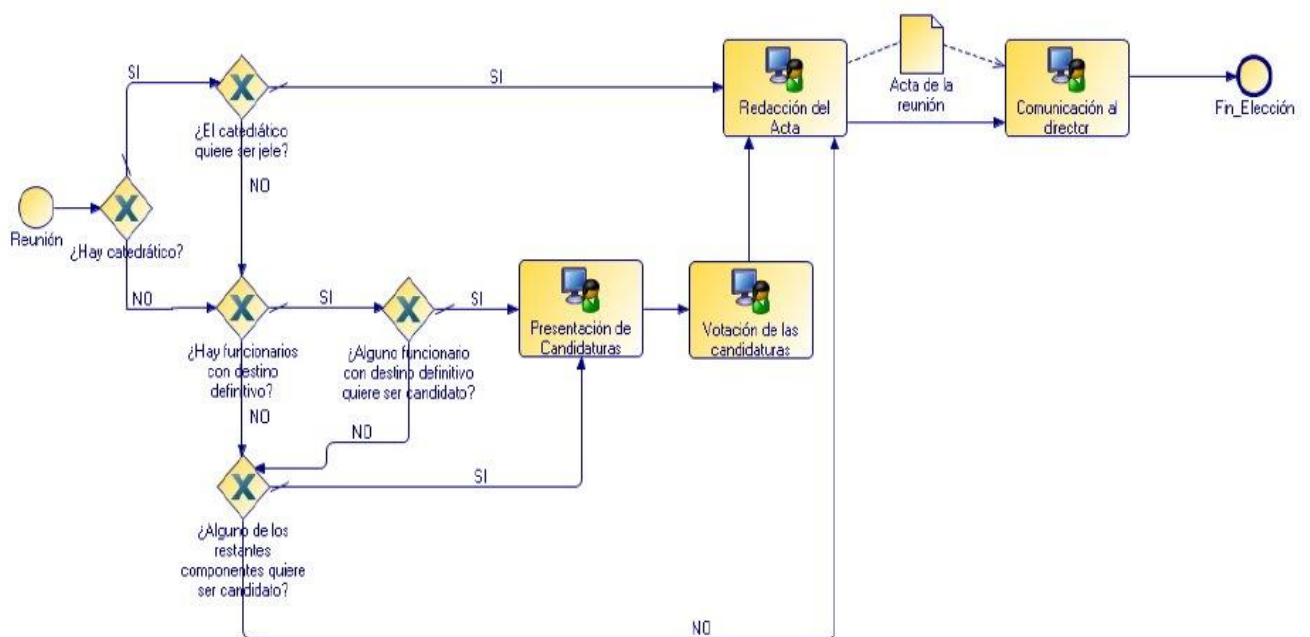 SI
¿El catedrático
quiere ser jefe?
SI
NO
Redacción del
Acta
Acta de la
reunión
Comunicación al
director
Fin_Elección
Reunión
¿Hay catedrático?
NO
SI
¿Hay funcionarios
con destino
definitivo?
SI
¿Alguno funcionario
con destino definitivo
quiere ser candidato?
Presentación de
Candidaturas
Votación de las
candidaturas
NO
NO
SI
¿Alguno de los
restantes
componentes quiere
ser candidato?
NO